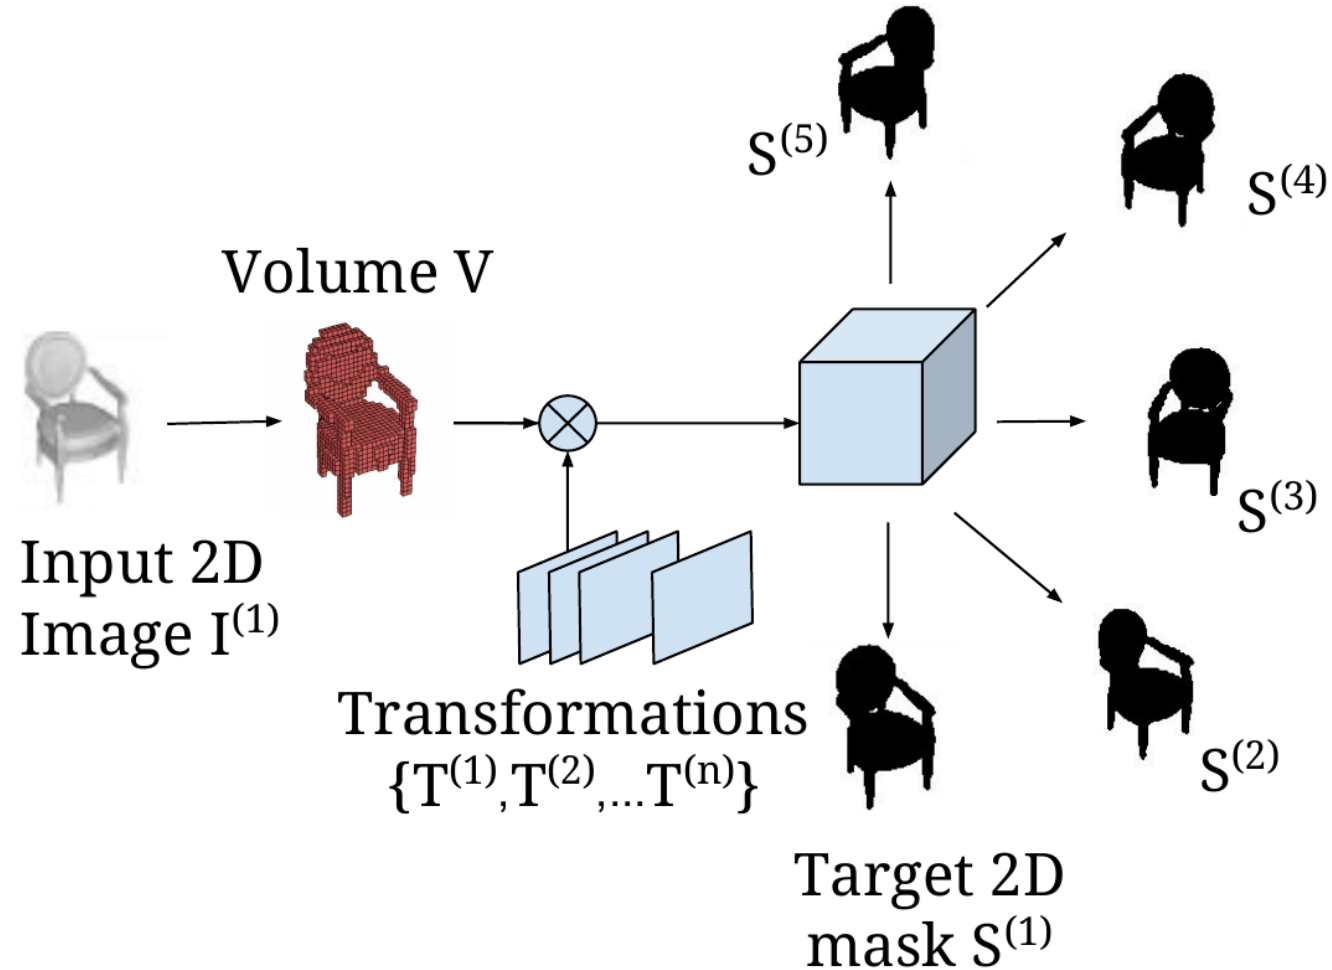 S(5)
S(4)
Volume V
S(3)
Input 2D
Image I(1)
Transformations
{T(1),T(2),...T(n)}
S(2)
Target 2D
mask S(1)